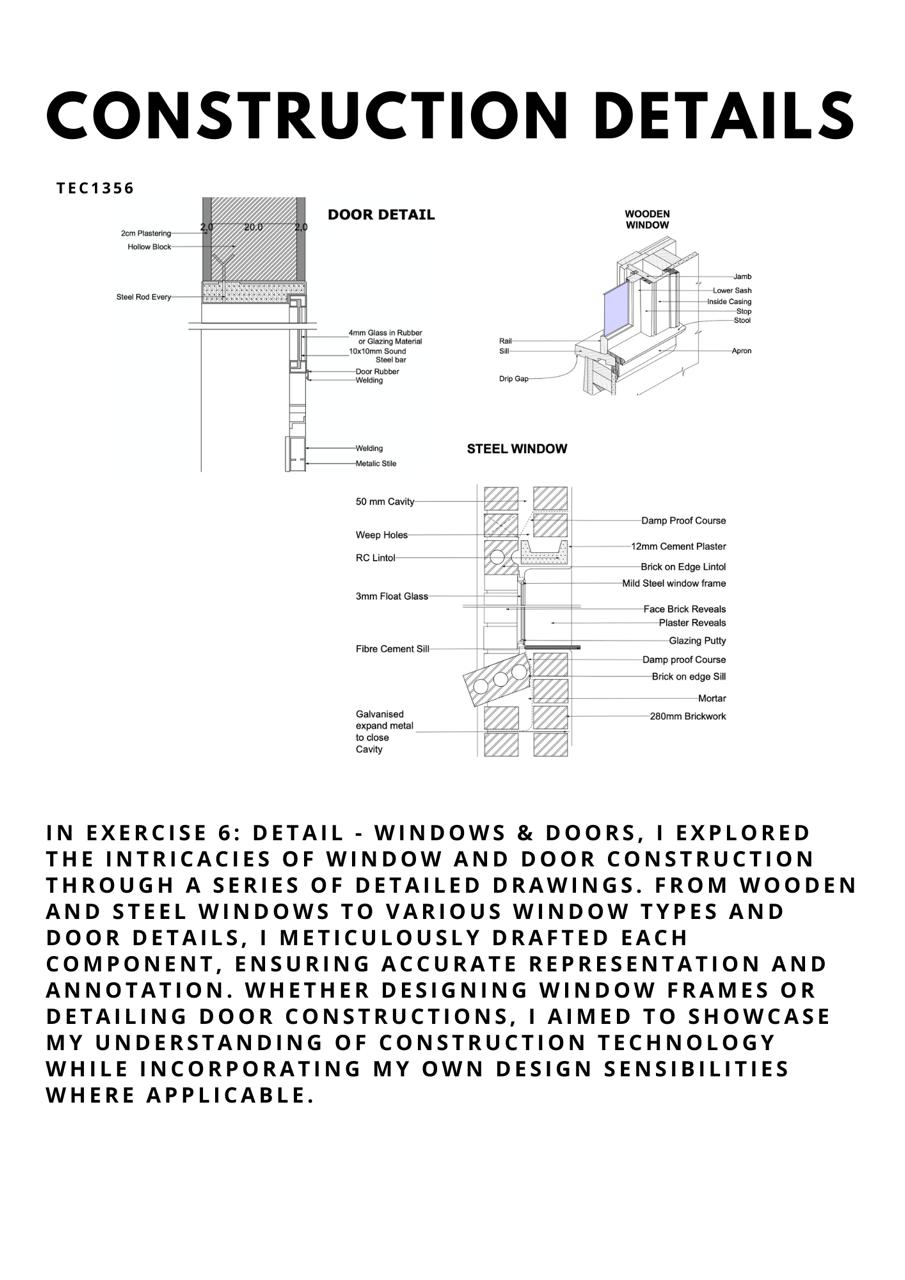 CONSTRUCTION DETAILS
TEC1356
DOOR DETAIL
2,0 20.0 2,0
2cm Plastering
Hollow Block
Steel Rod Every
4mm Glass in Rubber
or Glazing Material
10x10mm Sound
Steel bar
Door Rubber
Welding
Welding
Metalic Stile
WOODEN
WINDOW
Jamb
Lower Sash
Inside Casing
Stop
Stool
Rail
Sill
Apron
Drip Gap
STEEL WINDOW
50 mm Cavity
Weep Holes
RC Lintol
3mm Float Glass
Fibre Cement Sill
Galvanised
expand metal
to close
Cavity
Damp Proof Course
12mm Cement Plaster
Brick on Edge Lintol
Mild Steel window frame
Face Brick Reveals
Plaster Reveals
Glazing Putty
Damp proof Course
Brick on edge Sill
Mortar
280mm Brickwork
IN EXERCISE 6: DETAIL - WINDOWS & DOORS, I EXPLORED
THE INTRICACIES OF WINDOW AND DOOR CONSTRUCTION
THROUGH A SERIES OF DETAILED DRAWINGS. FROM WOODEN
AND STEEL WINDOWS TO VARIOUS WINDOW TYPES AND
DOOR DETAILS, I METICULOUSLY DRAFTED EACH
COMPONENT, ENSURING ACCURATE REPRESENTATION AND
ANNOTATION. WHETHER DESIGNING WINDOW FRAMES OR
DETAILING DOOR CONSTRUCTIONS, I AIMED TO SHOWCASE
MY UNDERSTANDING OF CONSTRUCTION TECHNOLOGY
WHILE INCORPORATING MY OWN DESIGN SENSIBILITIES
WHERE APPLICABLE.